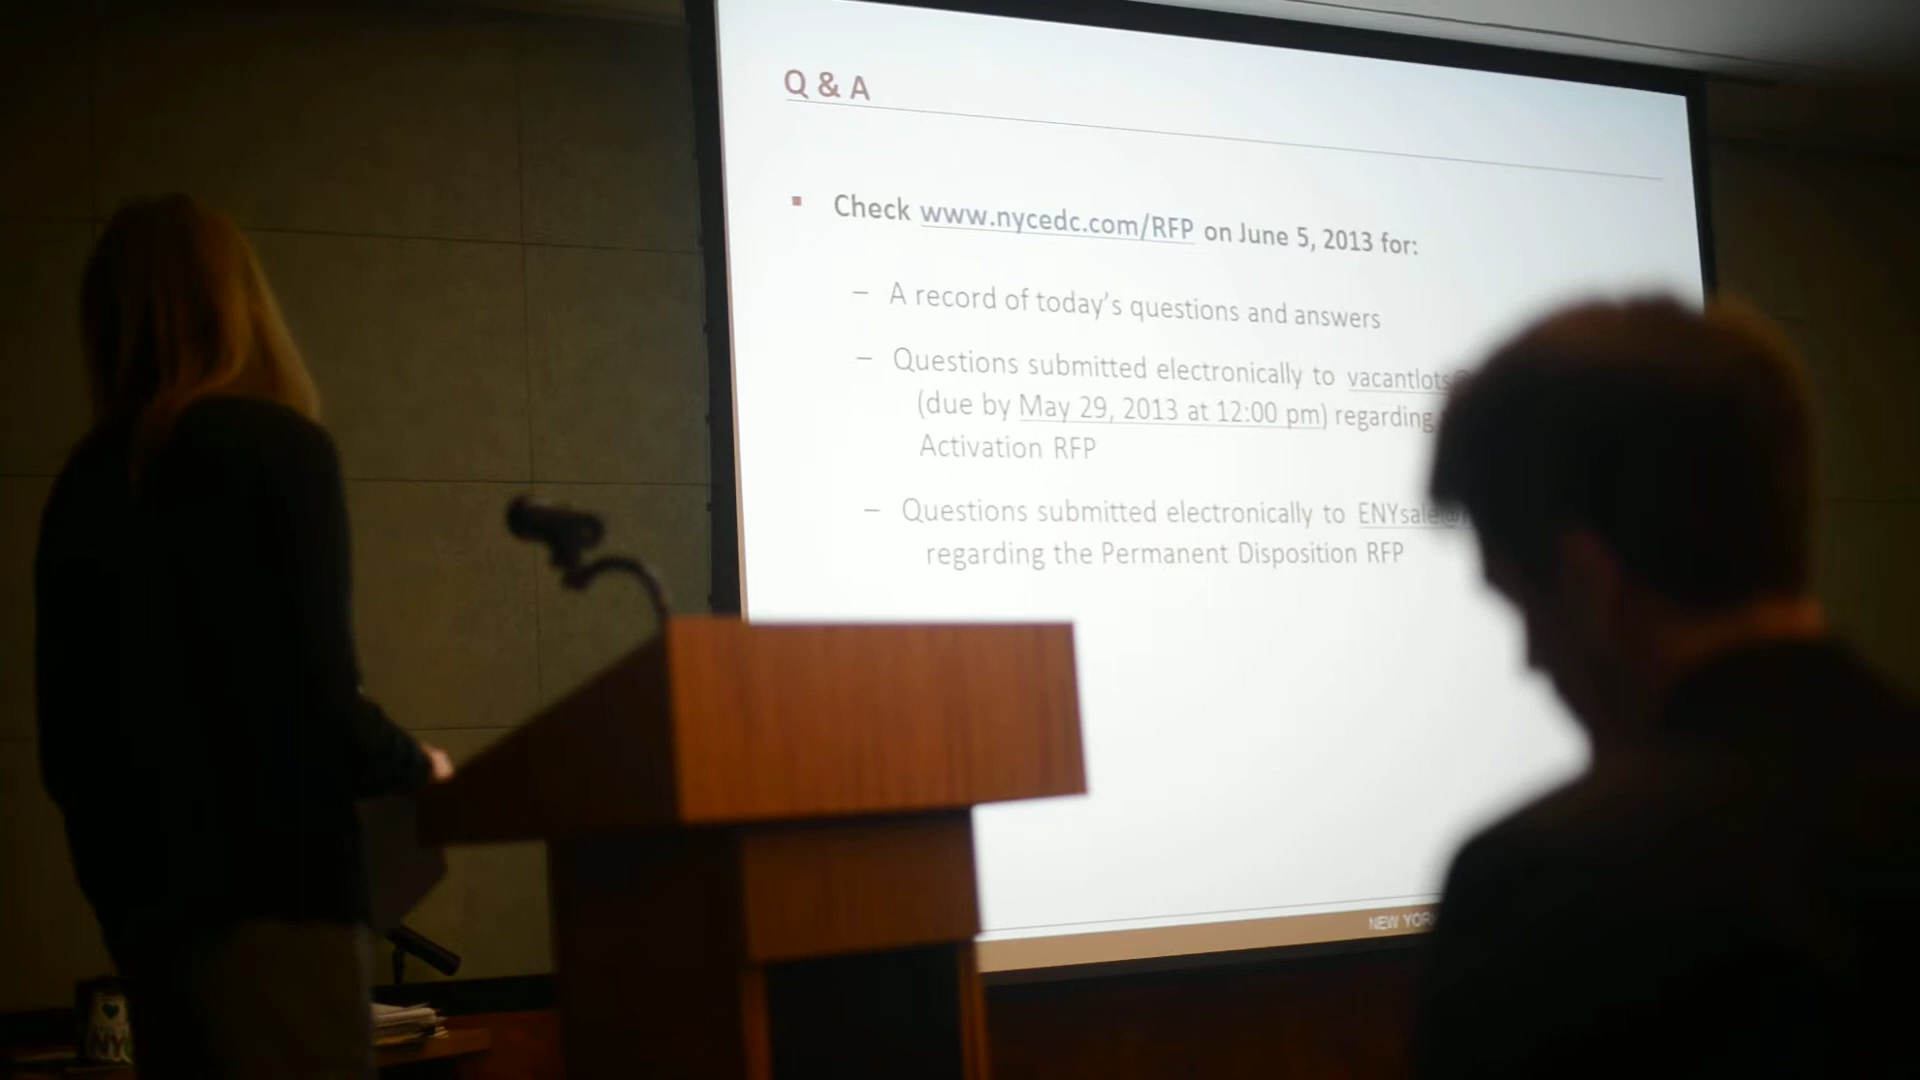 Q & A
Check www.nycedc.com/RFP on June 5, 2013 for:
– A record of today's questions and answers
– Questions submitted electronically to vacantlots@
(due by May 29, 2013 at 12:00 pm) regarding
Activation RFP
– Questions submitted electronically to ENYsale@
regarding the Permanent Disposition RFP
NEW YOR
NY